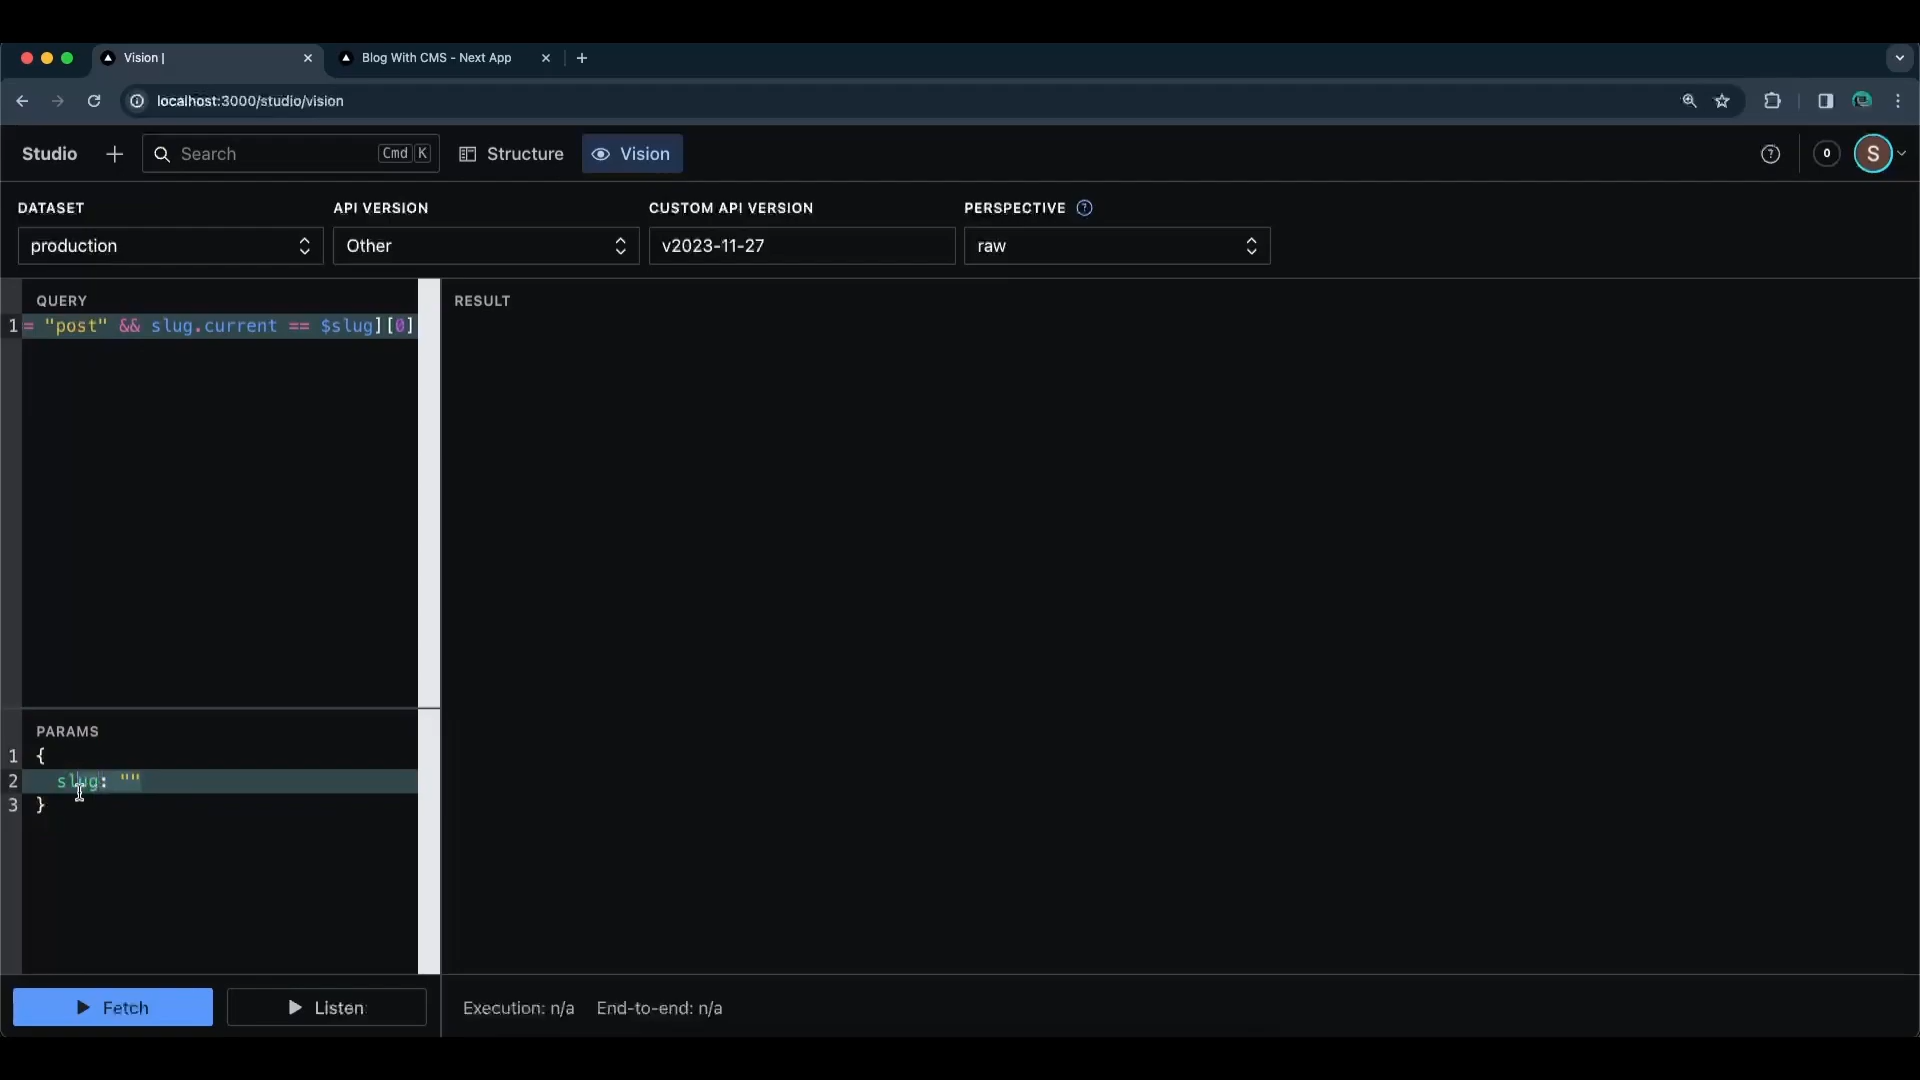 Vision |
Blog With CMS - Next App
localhost:3000/studio/vision
Studio
Search
Cmd K
Structure
Vision
0
S
DATASET
API VERSION
CUSTOM API VERSION
PERSPECTIVE
production
Other
v2023-11-27
raw
QUERY
RESULT
1 = "post" && slug.current == $slug][0]
PARAMS
1 {
2 slug: ""
3 }
Fetch
Listen
Execution: n/a
End-to-end: n/a